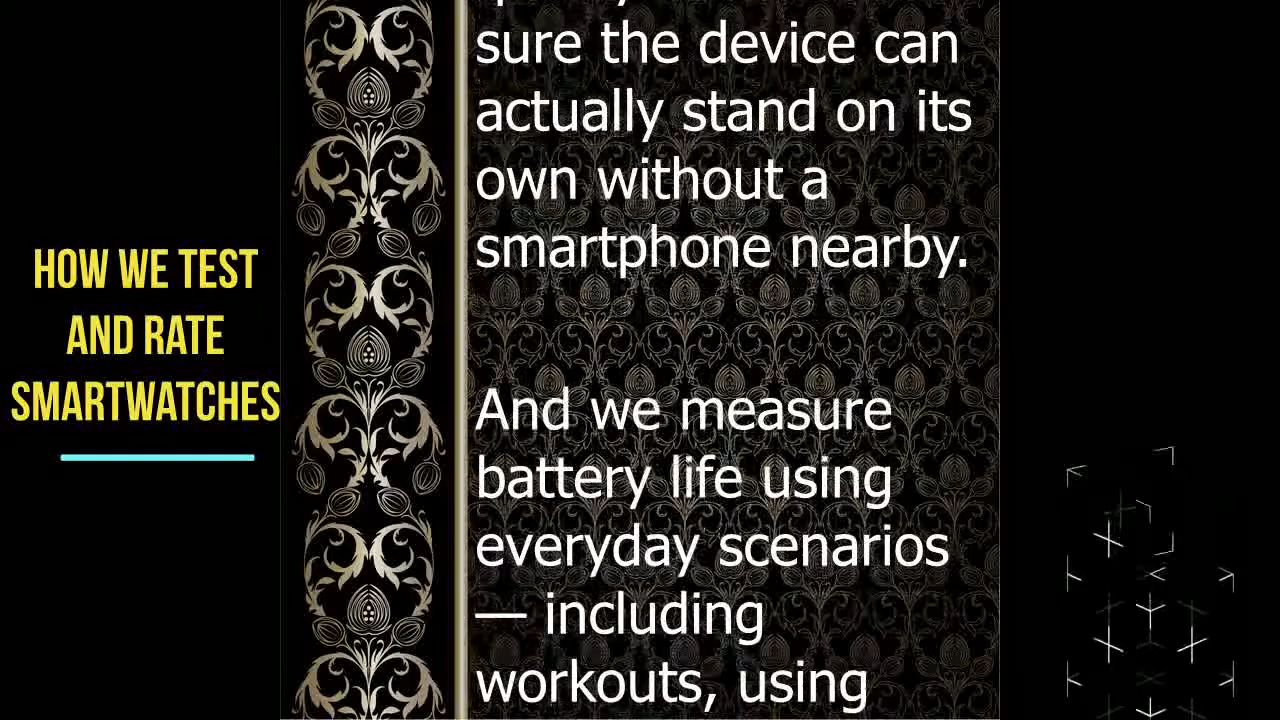 HOW WE TEST
AND RATE
SMARTWATCHES
sure the device can
actually stand on its
own without a
smartphone nearby.
And we measure
battery life using
everyday scenarios
— including
workouts, using